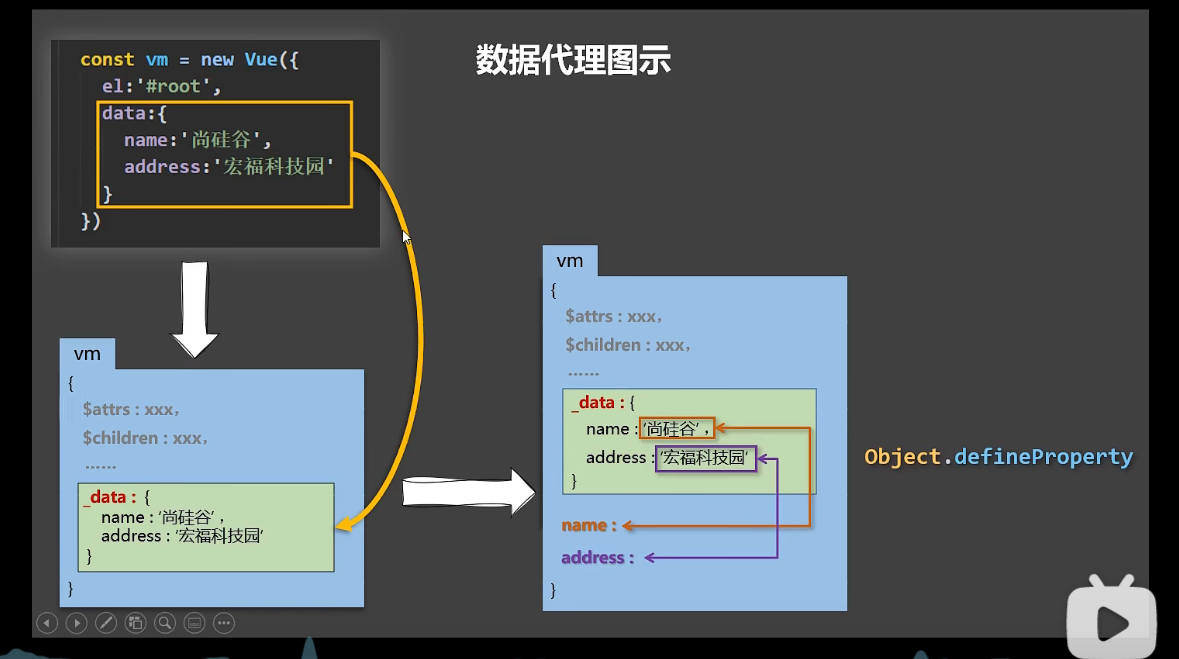 数据代理图示
const vm = new Vue({
el:'#root',
data:{
name:'尚硅谷',
address:'宏福科技园'
}
})
vm
{
$attrs : xxx，
$children : xxx，
……
_data : {
name : ‘尚硅谷’ ，
address : ‘宏福科技园’
}
}
vm
{
$attrs : xxx，
$children : xxx，
……
_data : {
name : ‘尚硅谷’ ，
address : ‘宏福科技园’
}
name :
address :
}
Object.defineProperty